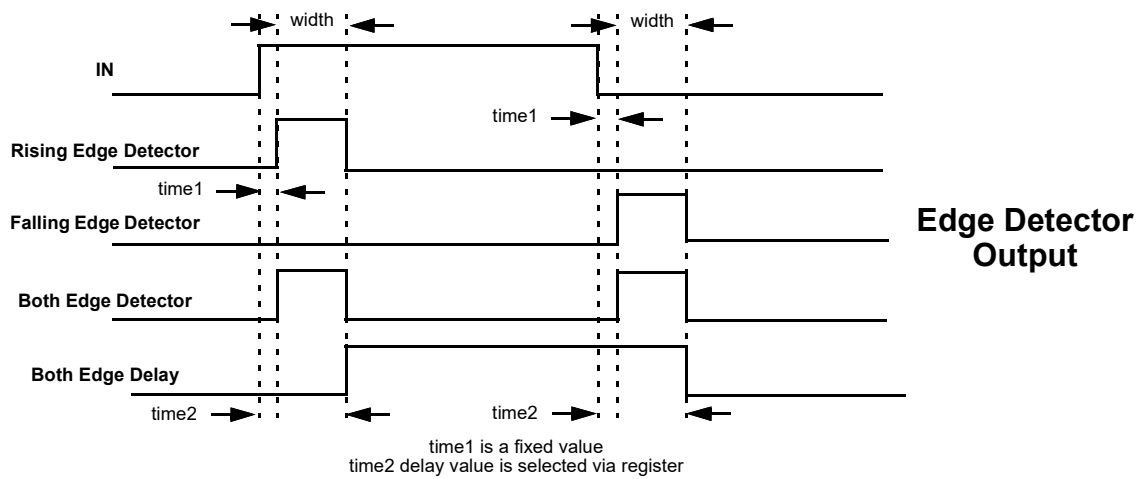 width
width
IN
time1
Rising Edge Detector
time1
Falling Edge Detector
Edge Detector
Output
Both Edge Detector
Both Edge Delay
time2
time2
time1 is a fixed value
time2 delay value is selected via register